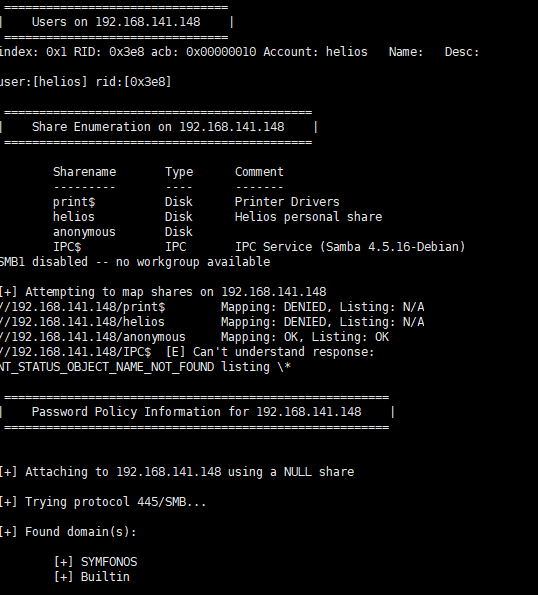 ================================
|    Users on 192.168.141.148    |
================================
index: 0x1 RID: 0x3e8 acb: 0x00000010 Account: helios   Name:   Desc:
user:[helios] rid:[0x3e8]
============================================
|    Share Enumeration on 192.168.141.148    |
============================================
Sharename       Type      Comment
---------       ----      -------
print$          Disk      Printer Drivers
helios          Disk      Helios personal share
anonymous       Disk
IPC$            IPC       IPC Service (Samba 4.5.16-Debian)
SMB1 disabled -- no workgroup available
[+] Attempting to map shares on 192.168.141.148
//192.168.141.148/print$        Mapping: DENIED, Listing: N/A
//192.168.141.148/helios        Mapping: DENIED, Listing: N/A
//192.168.141.148/anonymous     Mapping: OK, Listing: OK
//192.168.141.148/IPC$  [E] Can't understand response:
NT_STATUS_OBJECT_NAME_NOT_FOUND listing \*
=======================================================
|    Password Policy Information for 192.168.141.148    |
=======================================================
[+] Attaching to 192.168.141.148 using a NULL share
[+] Trying protocol 445/SMB...
[+] Found domain(s):
[+] SYMFONOS
[+] Builtin